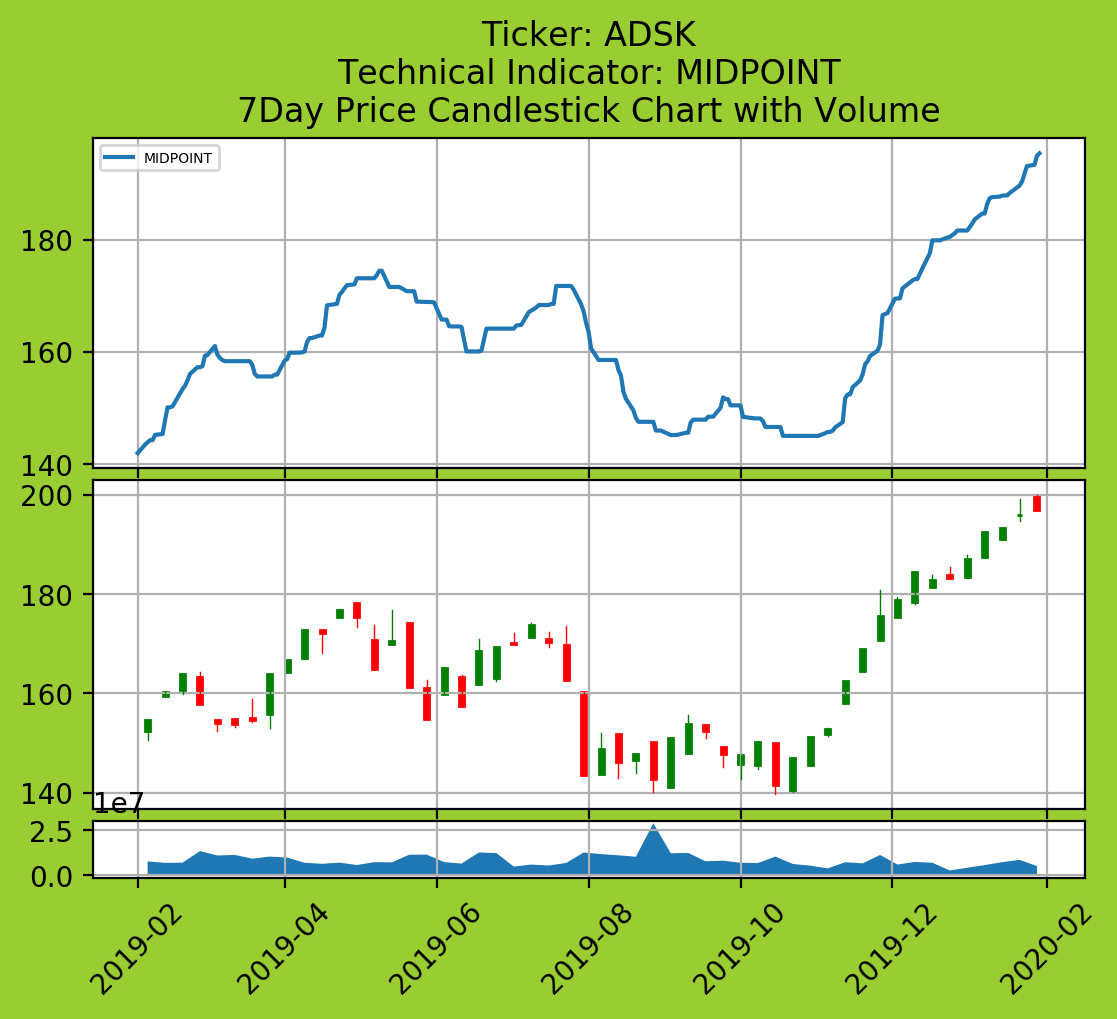 Ticker: ADSK
Technical Indicator: MIDPOINT
7Day Price Candlestick Chart with Volume
MIDPOINT
180
160
140
200
180
160
140
1e7
2.5
0.0
2019-02 2019-04 2019-06 2019-08 2019-10 2019-12 2020-02